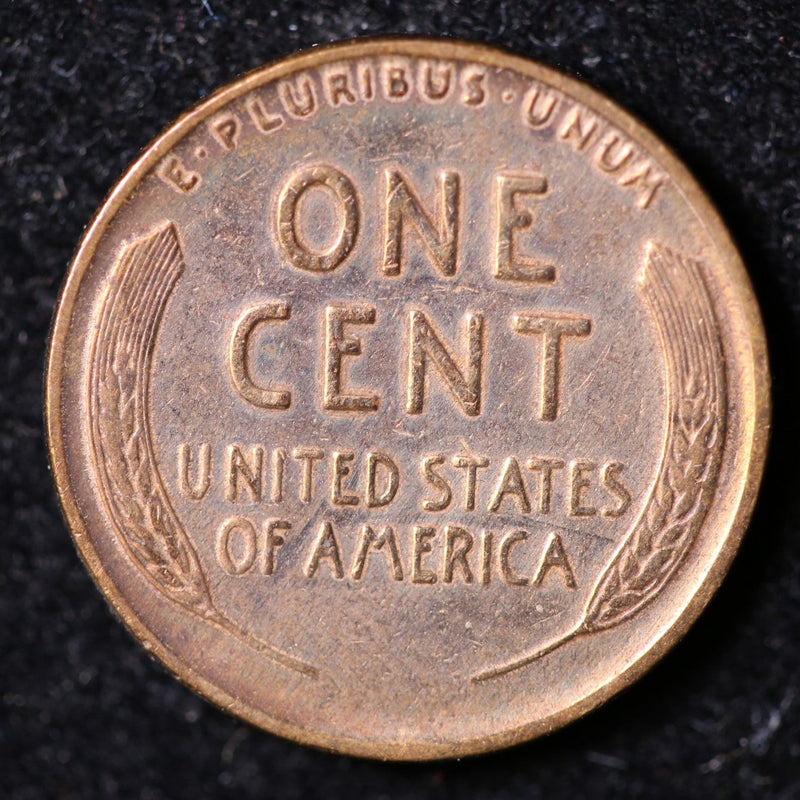 E·PLURIBUS·UNUM
ONE
CENT
UNITED STATES
OF AMERICA